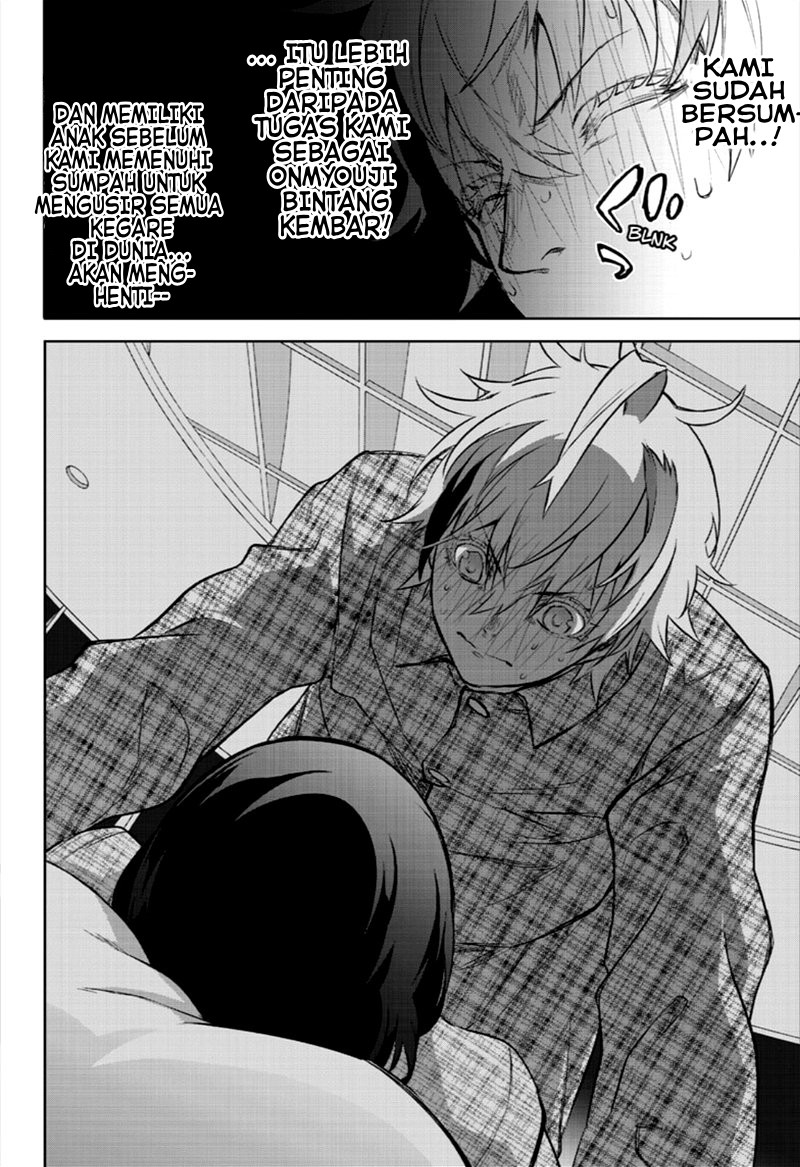 KAMI
SUDAH
BERSUM-
PAH..!
... ITU LEBIH
PENTING
DARIPADA
TUGAS KAMI
SEBAGAI
ONMYOUJI
BINTANG
KEMBAR!
DAN MEMILIKI
ANAK SEBELUM
KAMI MEMENUHI
SUMPAH UNTUK
MENGUSIR SEMUA
KEGARE
DI DUNIA...
AKAN MENG-
HENTI--
BLNK